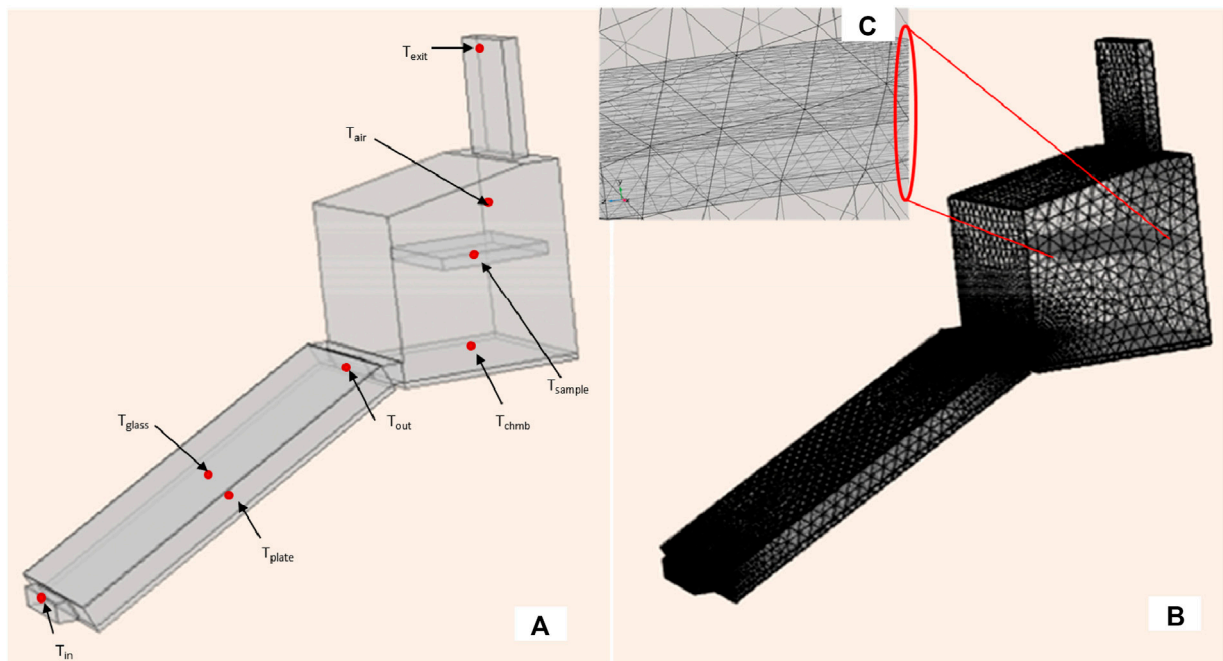 T_exit
T_air
T_sample
T_chmb
T_out
T_glass
T_plate
T_in
A
C
B